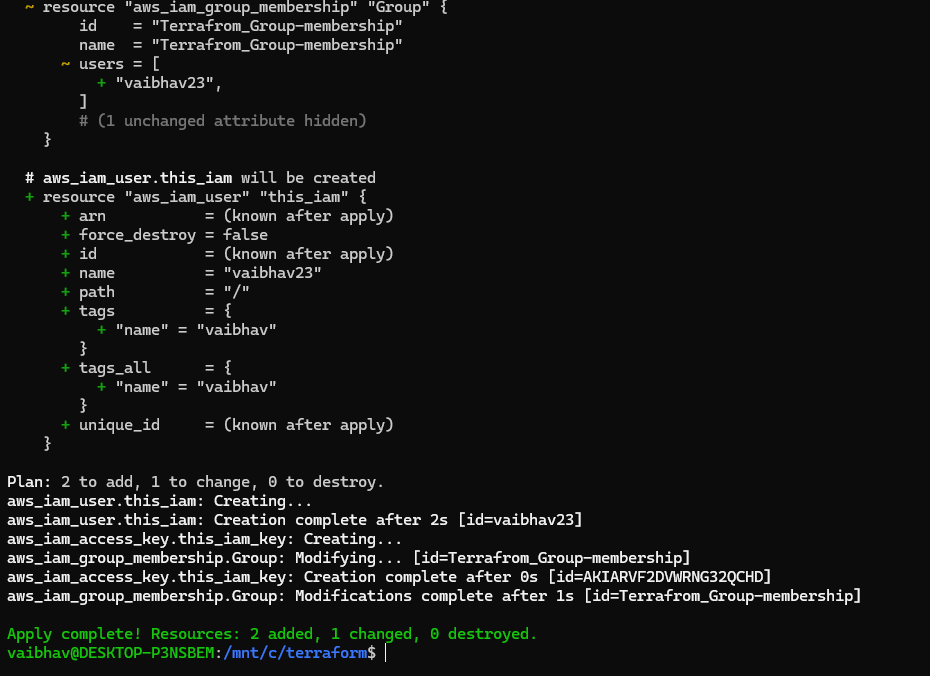 ~ resource "aws_iam_group_membership" "Group" {
id    = "Terrafrom_Group-membership"
name  = "Terrafrom_Group-membership"
~ users = [
+ "vaibhav23",
]
# (1 unchanged attribute hidden)
}
# aws_iam_user.this_iam will be created
+ resource "aws_iam_user" "this_iam" {
+ arn           = (known after apply)
+ force_destroy = false
+ id            = (known after apply)
+ name          = "vaibhav23"
+ path          = "/"
+ tags          = {
+ "name" = "vaibhav"
}
+ tags_all      = {
+ "name" = "vaibhav"
}
+ unique_id     = (known after apply)
}
Plan: 2 to add, 1 to change, 0 to destroy.
aws_iam_user.this_iam: Creating...
aws_iam_user.this_iam: Creation complete after 2s [id=vaibhav23]
aws_iam_access_key.this_iam_key: Creating...
aws_iam_group_membership.Group: Modifying... [id=Terrafrom_Group-membership]
aws_iam_access_key.this_iam_key: Creation complete after 0s [id=AKIARVF2DVWRNG32QCHD]
aws_iam_group_membership.Group: Modifications complete after 1s [id=Terrafrom_Group-membership]
Apply complete! Resources: 2 added, 1 changed, 0 destroyed.
vaibhav@DESKTOP-P3NSBEM:/mnt/c/terraform$